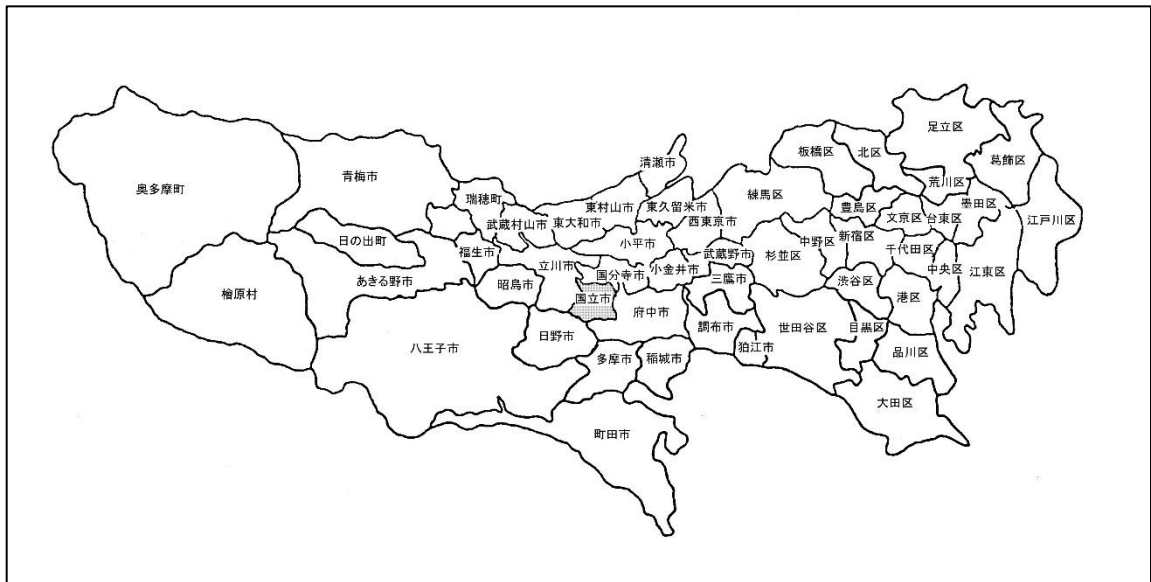 足立区
葛飾区
板橋区
北区
荒川区
清瀬市
練馬区
豊島区
文京区
台東区
墨田区
江戸川区
奥多摩町
青梅市
瑞穂町
武蔵村山市
東大和市
東村山市
東久留米市
西東京市
小平市
日の出町
福生市
立川市
国分寺市
小金井市
武蔵野市
杉並区
中野区
新宿区
千代田区
中央区
江東区
檜原村
あきる野市
昭島市
国立市
府中市
三鷹市
渋谷区
港区
八王子市
日野市
多摩市
稲城市
調布市
狛江市
世田谷区
目黒区
品川区
大田区
町田市